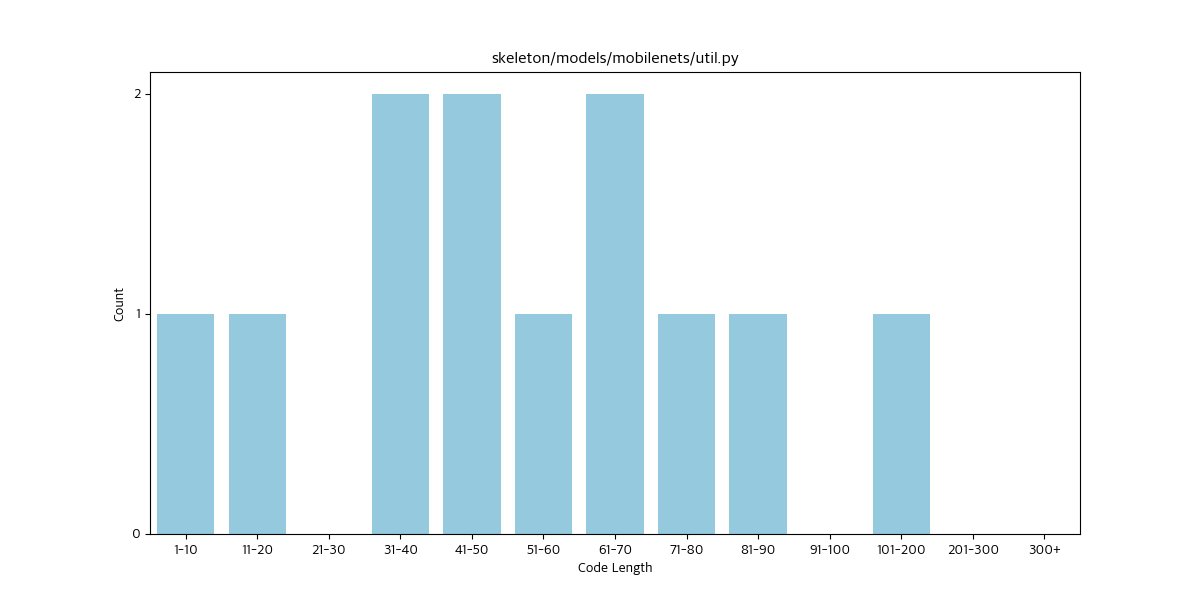 skeleton/models/mobilenets/util.py
2
1
0
Count
1-10 11-20 21-30 31-40 41-50 51-60 61-70 71-80 81-90 91-100 101-200 201-300 300+
Code Length